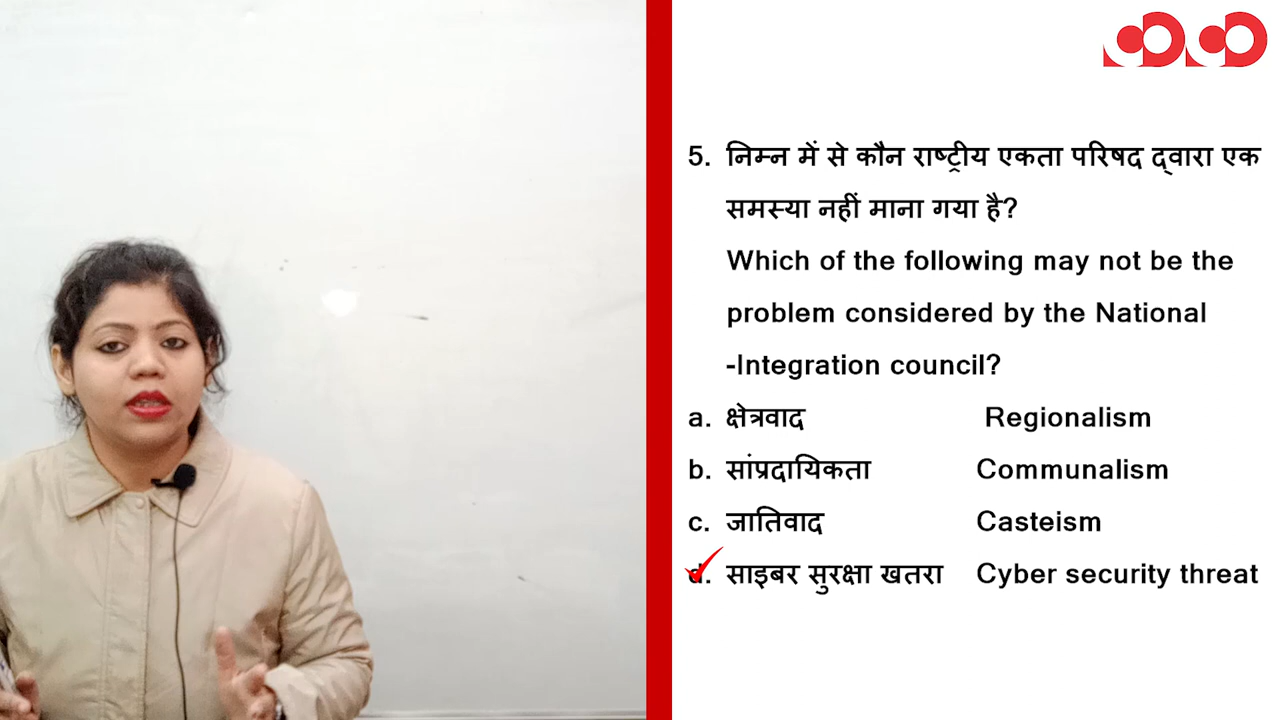 5. निम्न में से कौन राष्ट्रीय एकता परिषद द्वारा एक
समस्या नहीं माना गया है?
Which of the following may not be the
problem considered by the National
-Integration council?
a. क्षेत्रवाद Regionalism
b. सांप्रदायिकता Communalism
c. जातिवाद Casteism
d. साइबर सुरक्षा खतरा Cyber security threat